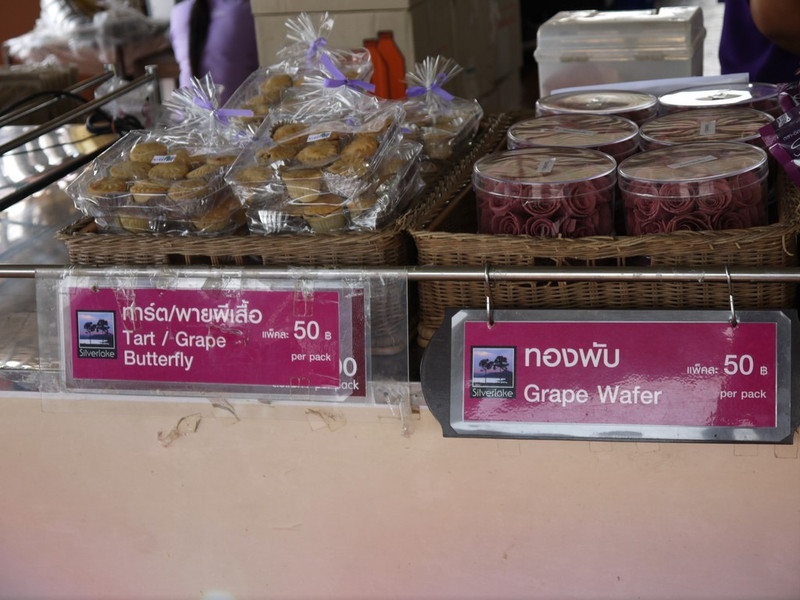 ทาร์ต/พายผีเสื้อ
Tart / Grape
Butterfly
แพ็คละ 50 ฿
per pack
Silverlake
ทองพับ
Grape Wafer
แพ็คละ 50 ฿
per pack
Silverlake